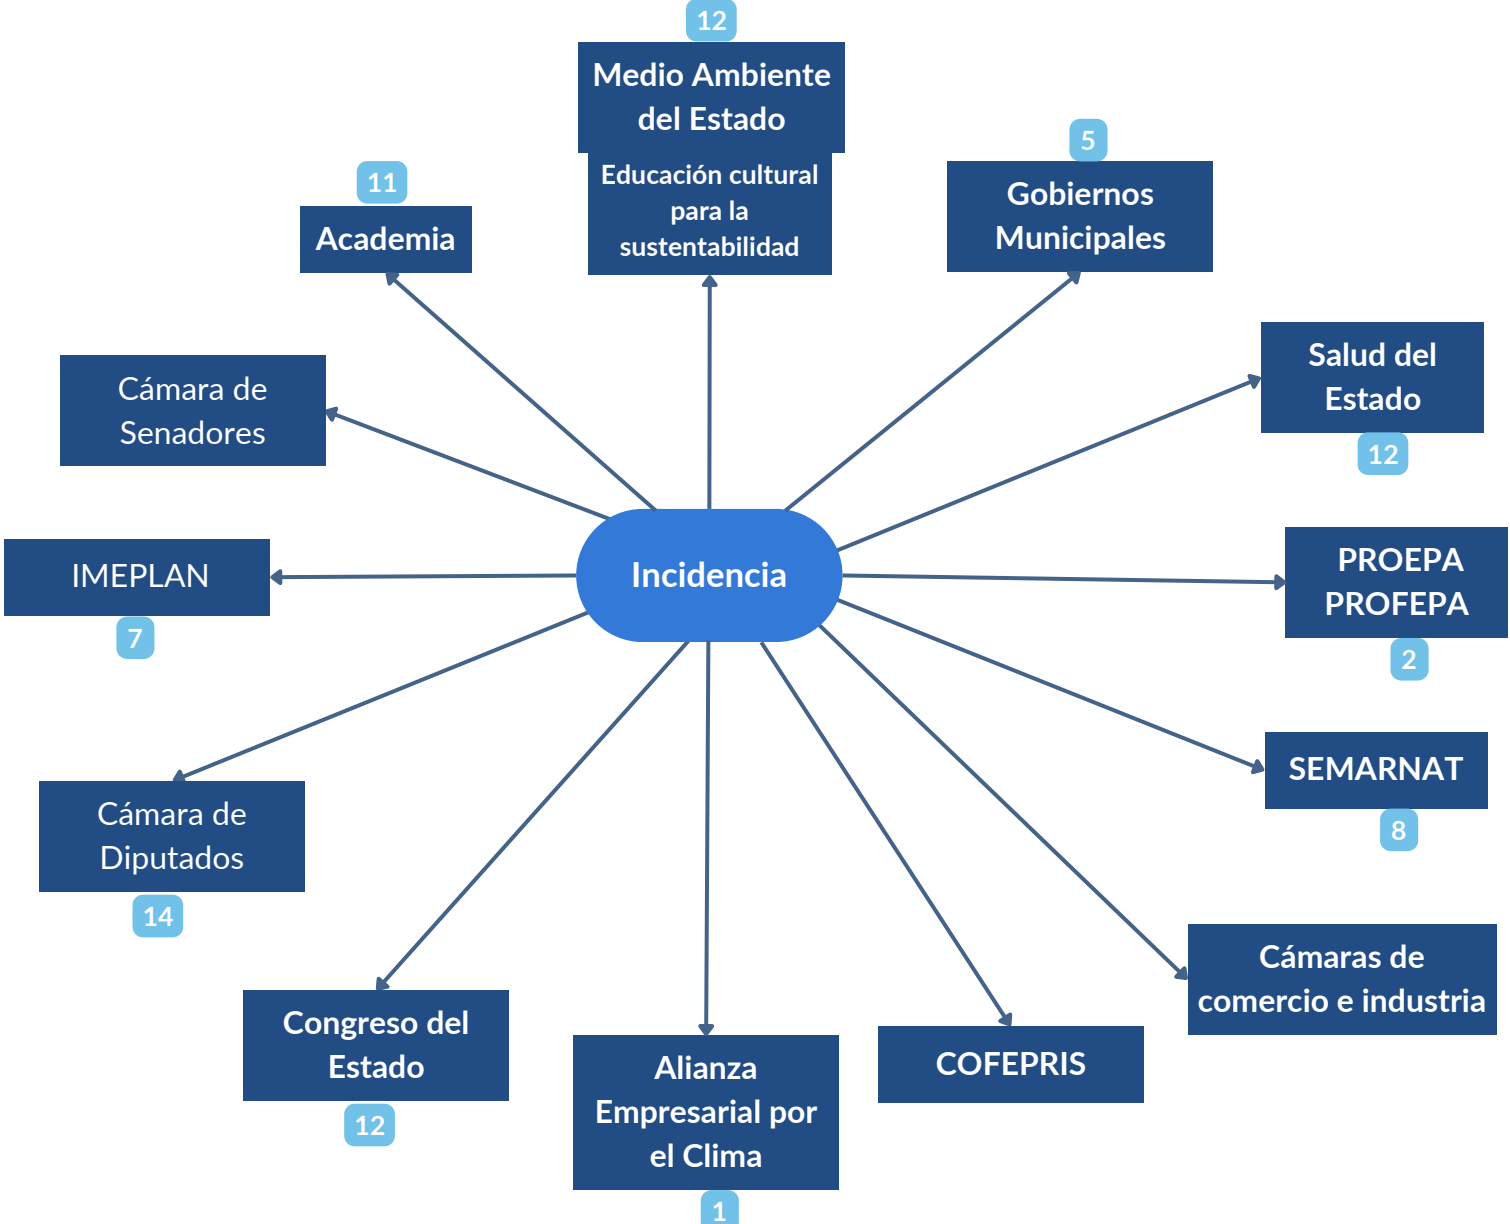 12
Medio Ambiente
del Estado
Educación cultural
para la
sustentabilidad
5
Gobiernos
Municipales
11
Academia
Salud del
Estado
12
Cámara de
Senadores
Incidencia
IMEPLAN
7
PROEPA
PROFEPA
2
SEMARNAT
8
Cámara de
Diputados
14
Cámaras de
comercio e industria
Congreso del
Estado
12
COFEPRIS
Alianza
Empresarial por
el Clima
1